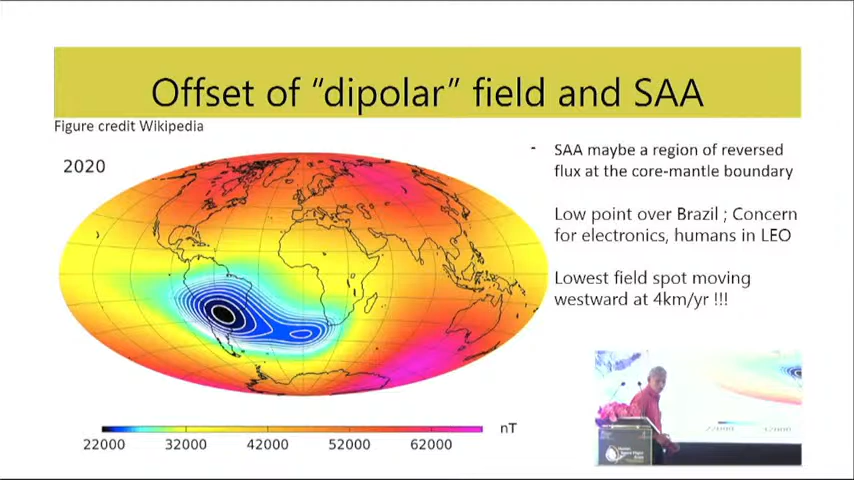 Offset of “dipolar” field and SAA
Figure credit Wikipedia
2020
- SAA maybe a region of reversed
flux at the core-mantle boundary
Low point over Brazil ; Concern
for electronics, humans in LEO
Lowest field spot moving
westward at 4km/yr !!!
nT
22000 32000 42000 52000 62000